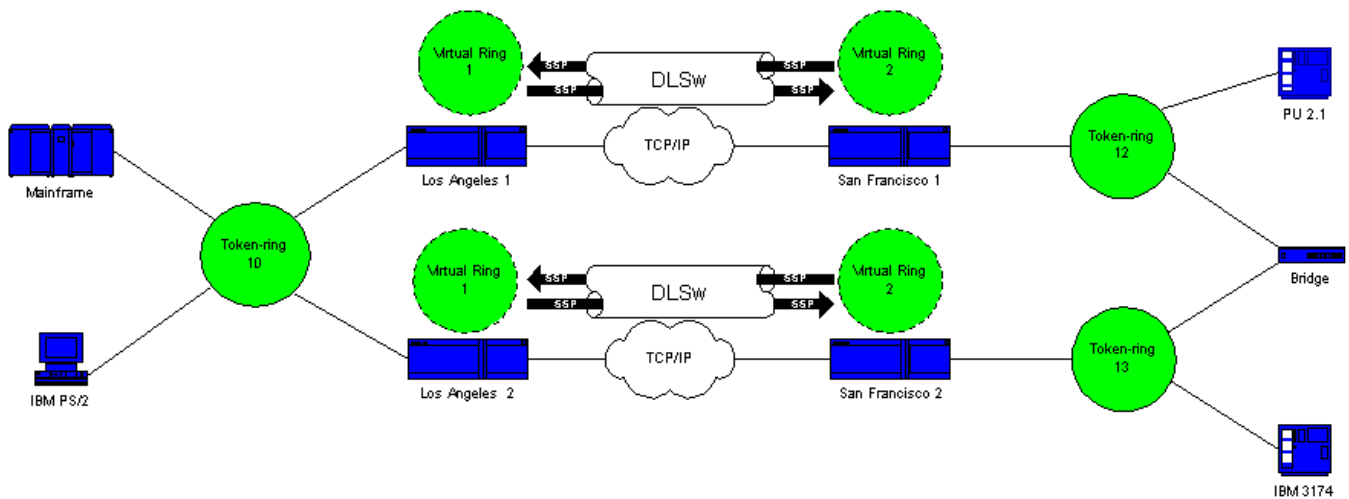 Virtual Ring
1
SSP
SSP
DLSw
SSP
SSP
Virtual Ring
2
PU 2.1
Mainframe
Los Angeles 1
TCP/IP
San Francisco 1
Token-ring
12
Token-ring
10
Virtual Ring
1
SSP
SSP
DLSw
SSP
SSP
Virtual Ring
2
Bridge
IBM PS/2
Los Angeles 2
TCP/IP
San Francisco 2
Token-ring
13
IBM 3174